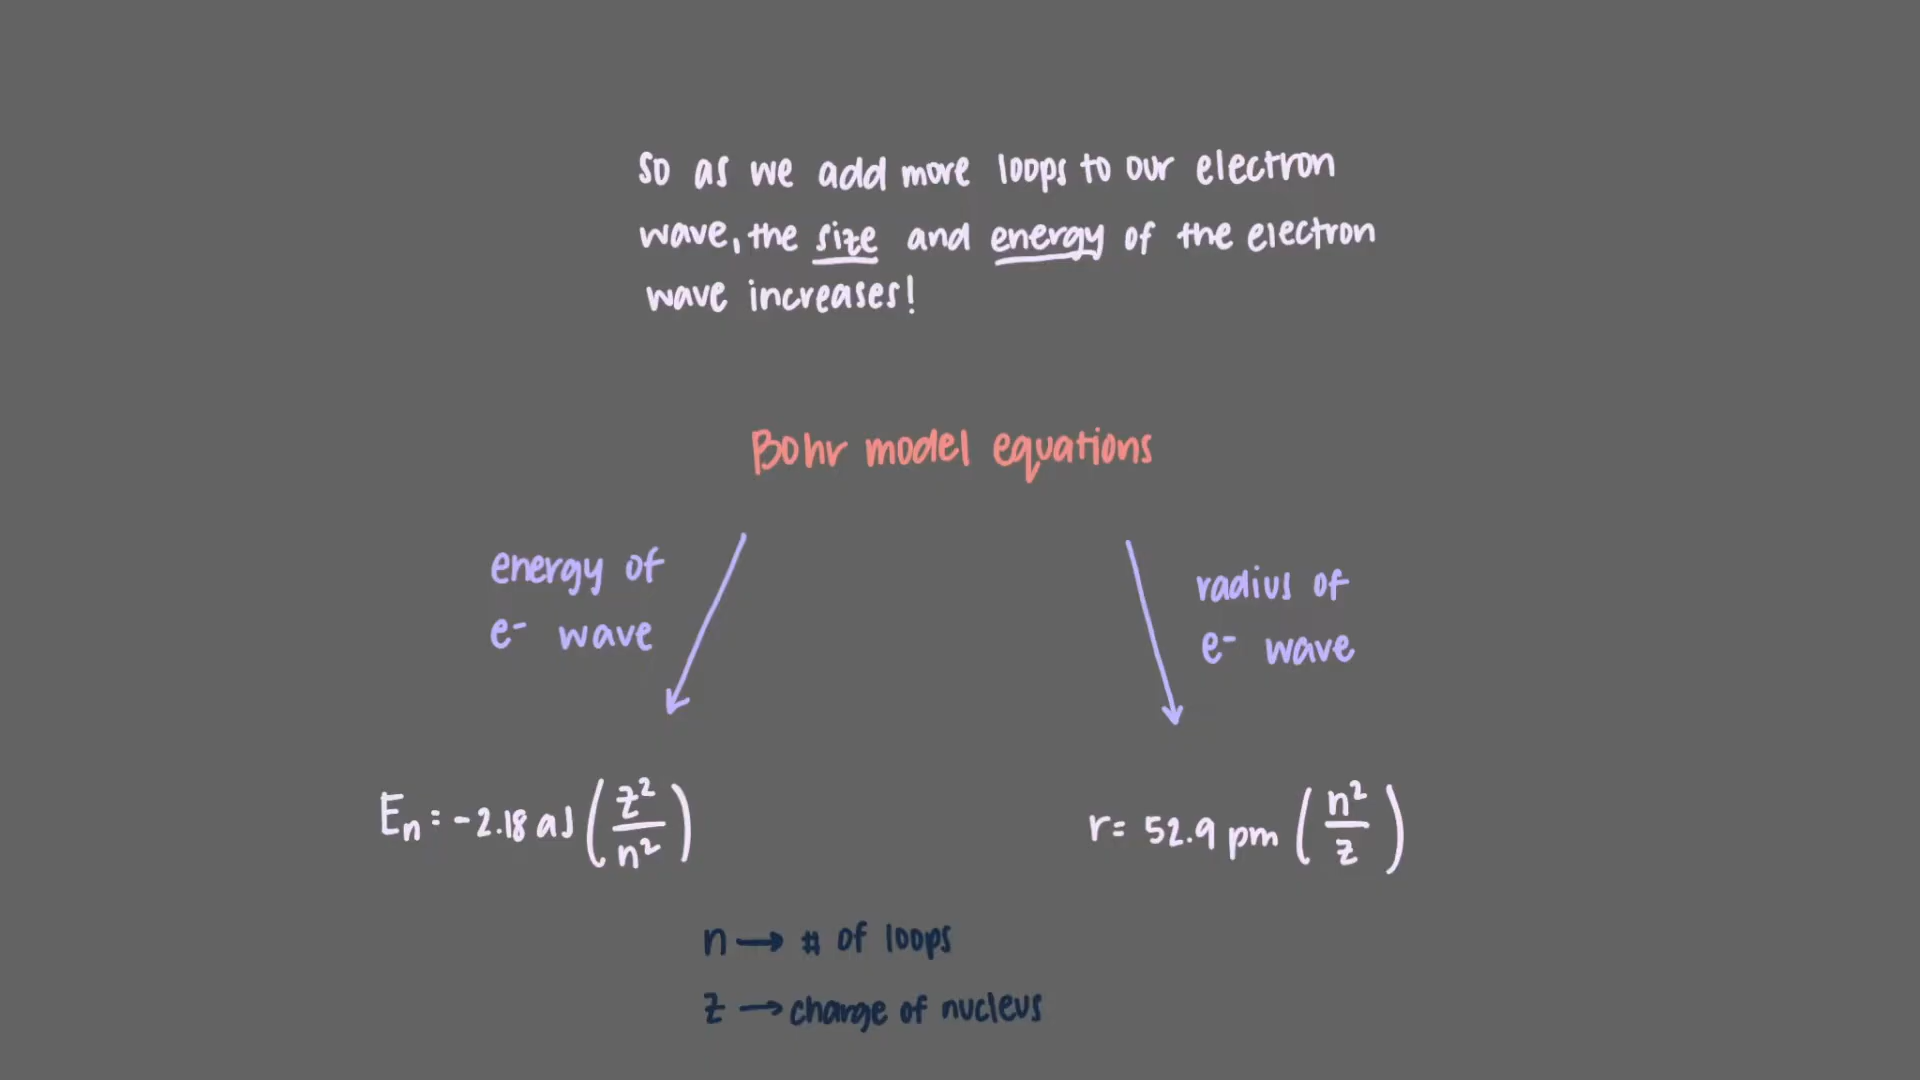 so as we add more loops to our electron
wave, the size and energy of the electron
wave increases!
Bohr model equations
energy of
e⁻ wave
radius of
e⁻ wave
Eₙ = -2.18 aJ (z²/n²)
r = 52.9 pm (n²/z)
n → # of loops
z → charge of nucleus